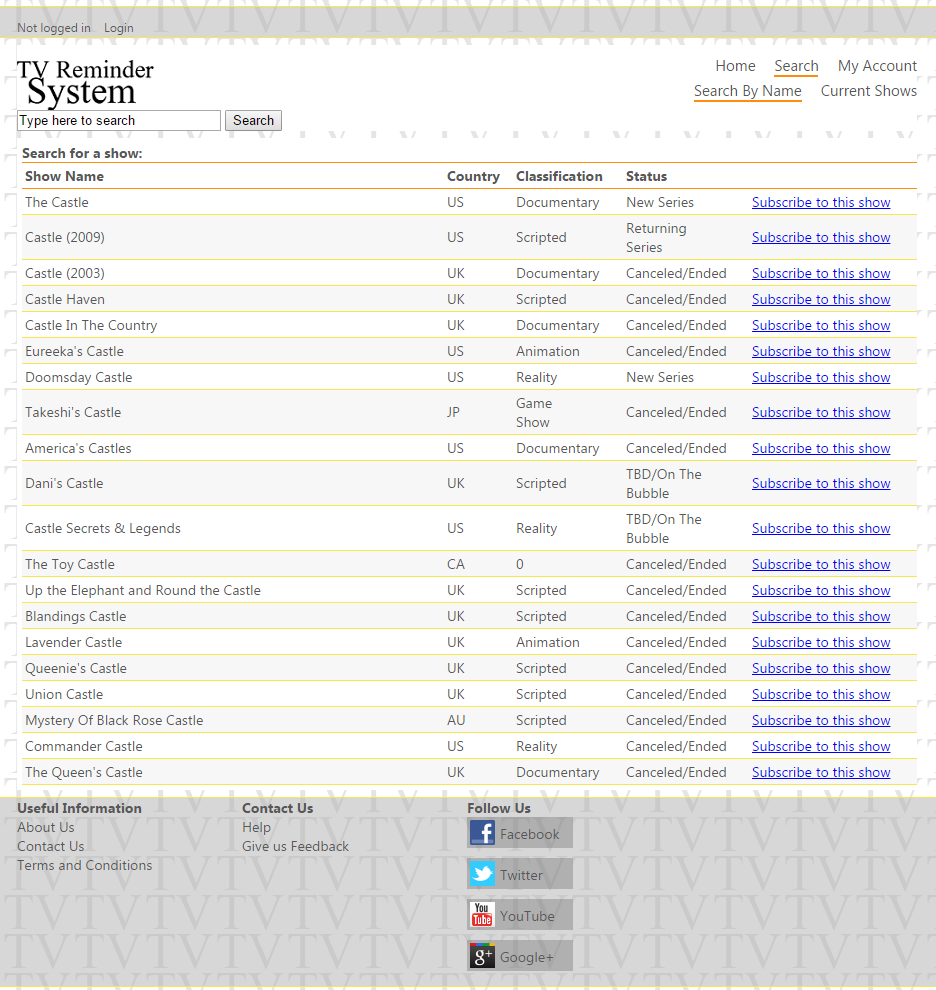 Not logged in Login
TV Reminder
System
Home Search My Account
Search By Name Current Shows
Type here to search Search
Search for a show:
Show Name Country Classification Status
The Castle US Documentary New Series Subscribe to this show
Castle (2009) US Scripted Returning Series Subscribe to this show
Castle (2003) UK Documentary Canceled/Ended Subscribe to this show
Castle Haven UK Scripted Canceled/Ended Subscribe to this show
Castle In The Country UK Documentary Canceled/Ended Subscribe to this show
Eureeka's Castle US Animation Canceled/Ended Subscribe to this show
Doomsday Castle US Reality New Series Subscribe to this show
Takeshi's Castle JP Game Show Canceled/Ended Subscribe to this show
America's Castles US Documentary Canceled/Ended Subscribe to this show
Dani's Castle UK Scripted TBD/On The Bubble Subscribe to this show
Castle Secrets & Legends US Reality TBD/On The Bubble Subscribe to this show
The Toy Castle CA 0 Canceled/Ended Subscribe to this show
Up the Elephant and Round the Castle UK Scripted Canceled/Ended Subscribe to this show
Blandings Castle UK Scripted Canceled/Ended Subscribe to this show
Lavender Castle UK Animation Canceled/Ended Subscribe to this show
Queenie's Castle UK Scripted Canceled/Ended Subscribe to this show
Union Castle UK Scripted Canceled/Ended Subscribe to this show
Mystery Of Black Rose Castle AU Scripted Canceled/Ended Subscribe to this show
Commander Castle US Reality Canceled/Ended Subscribe to this show
The Queen's Castle UK Documentary Canceled/Ended Subscribe to this show
Useful Information Contact Us Follow Us
About Us Help Facebook
Contact Us Give us Feedback
Terms and Conditions
Twitter
You Tube YouTube
g+ Google+